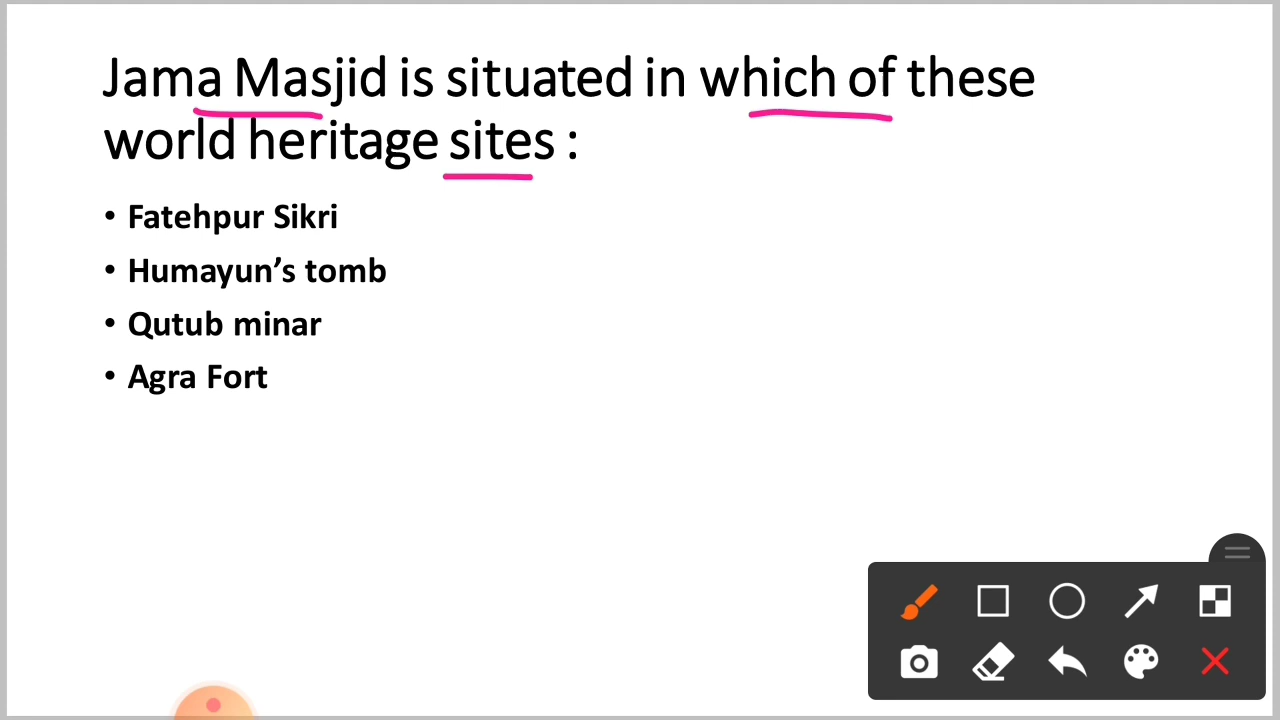 Jama Masjid is situated in which of these
world heritage sites :
• Fatehpur Sikri
• Humayun’s tomb
• Qutub minar
• Agra Fort